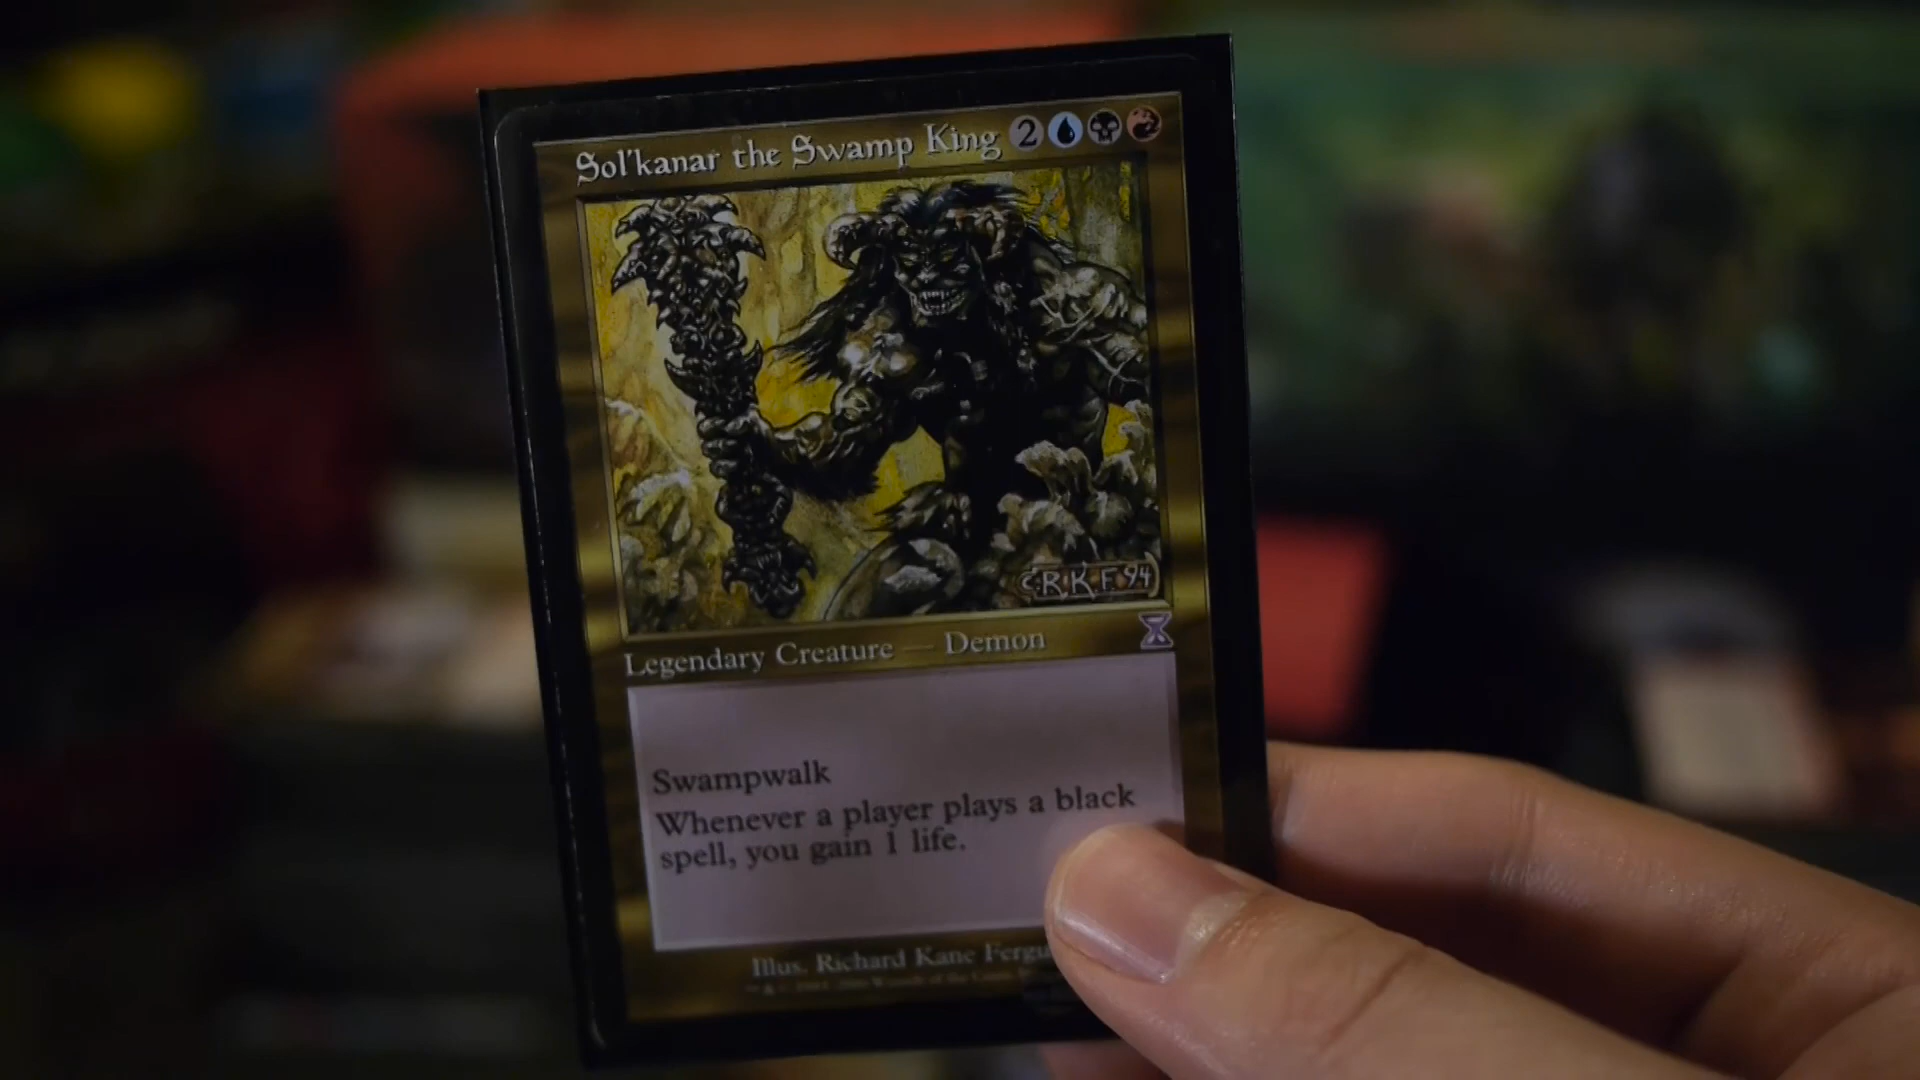 Sol'kanar the Swamp King 2
C.R.K.F. 94
Legendary Creature — Demon
Swampwalk
Whenever a player plays a black
spell, you gain 1 life.
Illus. Richard Kane